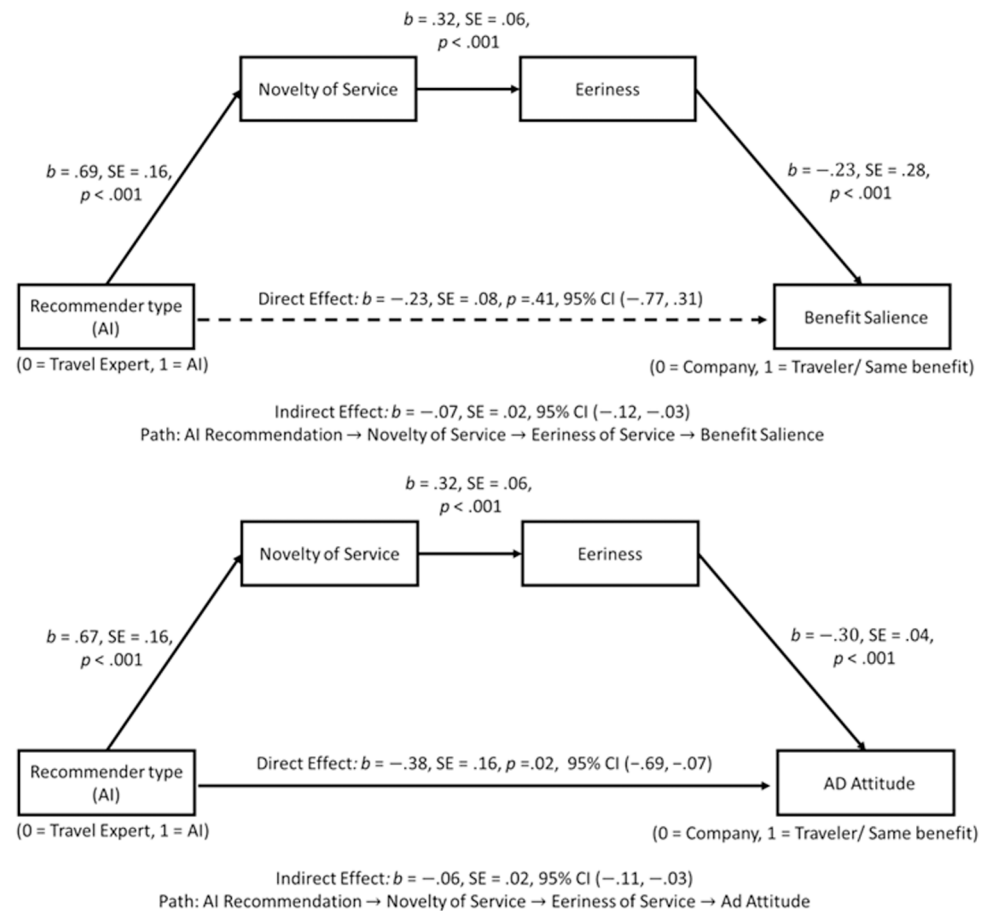 b = .32, SE = .06,
p < .001
Novelty of Service
Eeriness
b = .69, SE = .16,
p < .001
b = −.23, SE = .28,
p < .001
Recommender type
(AI)
Direct Effect: b = −.23, SE = .08, p =.41, 95% CI (−.77, .31)
Benefit Salience
(0 = Travel Expert, 1 = AI)
(0 = Company, 1 = Traveler/ Same benefit)
Indirect Effect: b = −.07, SE = .02, 95% CI (−.12, −.03)
Path: AI Recommendation → Novelty of Service → Eeriness of Service → Benefit Salience
b = .32, SE = .06,
p < .001
Novelty of Service
Eeriness
b = .67, SE = .16,
p < .001
b = −.30, SE = .04,
p < .001
Recommender type
(AI)
Direct Effect: b = −.38, SE = .16, p =.02, 95% CI (−.69, −.07)
AD Attitude
(0 = Travel Expert, 1 = AI)
(0 = Company, 1 = Traveler/ Same benefit)
Indirect Effect: b = −.06, SE = .02, 95% CI (−.11, −.03)
Path: AI Recommendation → Novelty of Service → Eeriness of Service → Ad Attitude